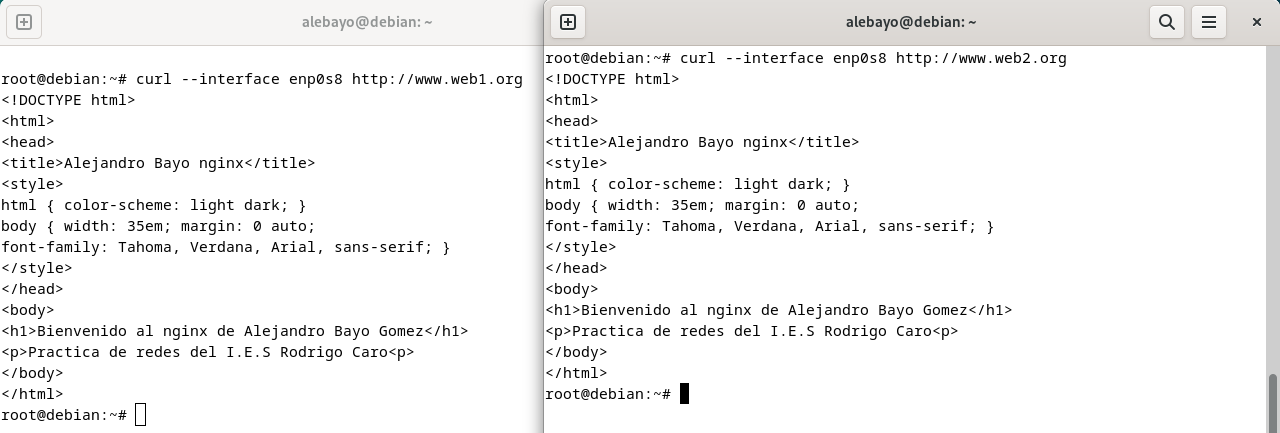 alebayo@debian: ~
root@debian:~# curl --interface enp0s8 http://www.web1.org
<!DOCTYPE html>
<html>
<head>
<title>Alejandro Bayo nginx</title>
<style>
html { color-scheme: light dark; }
body { width: 35em; margin: 0 auto;
font-family: Tahoma, Verdana, Arial, sans-serif; }
</style>
</head>
<body>
<h1>Bienvenido al nginx de Alejandro Bayo Gomez</h1>
<p>Practica de redes del I.E.S Rodrigo Caro<p>
</body>
</html>
root@debian:~#
alebayo@debian: ~
root@debian:~# curl --interface enp0s8 http://www.web2.org
<!DOCTYPE html>
<html>
<head>
<title>Alejandro Bayo nginx</title>
<style>
html { color-scheme: light dark; }
body { width: 35em; margin: 0 auto;
font-family: Tahoma, Verdana, Arial, sans-serif; }
</style>
</head>
<body>
<h1>Bienvenido al nginx de Alejandro Bayo Gomez</h1>
<p>Practica de redes del I.E.S Rodrigo Caro<p>
</body>
</html>
root@debian:~#